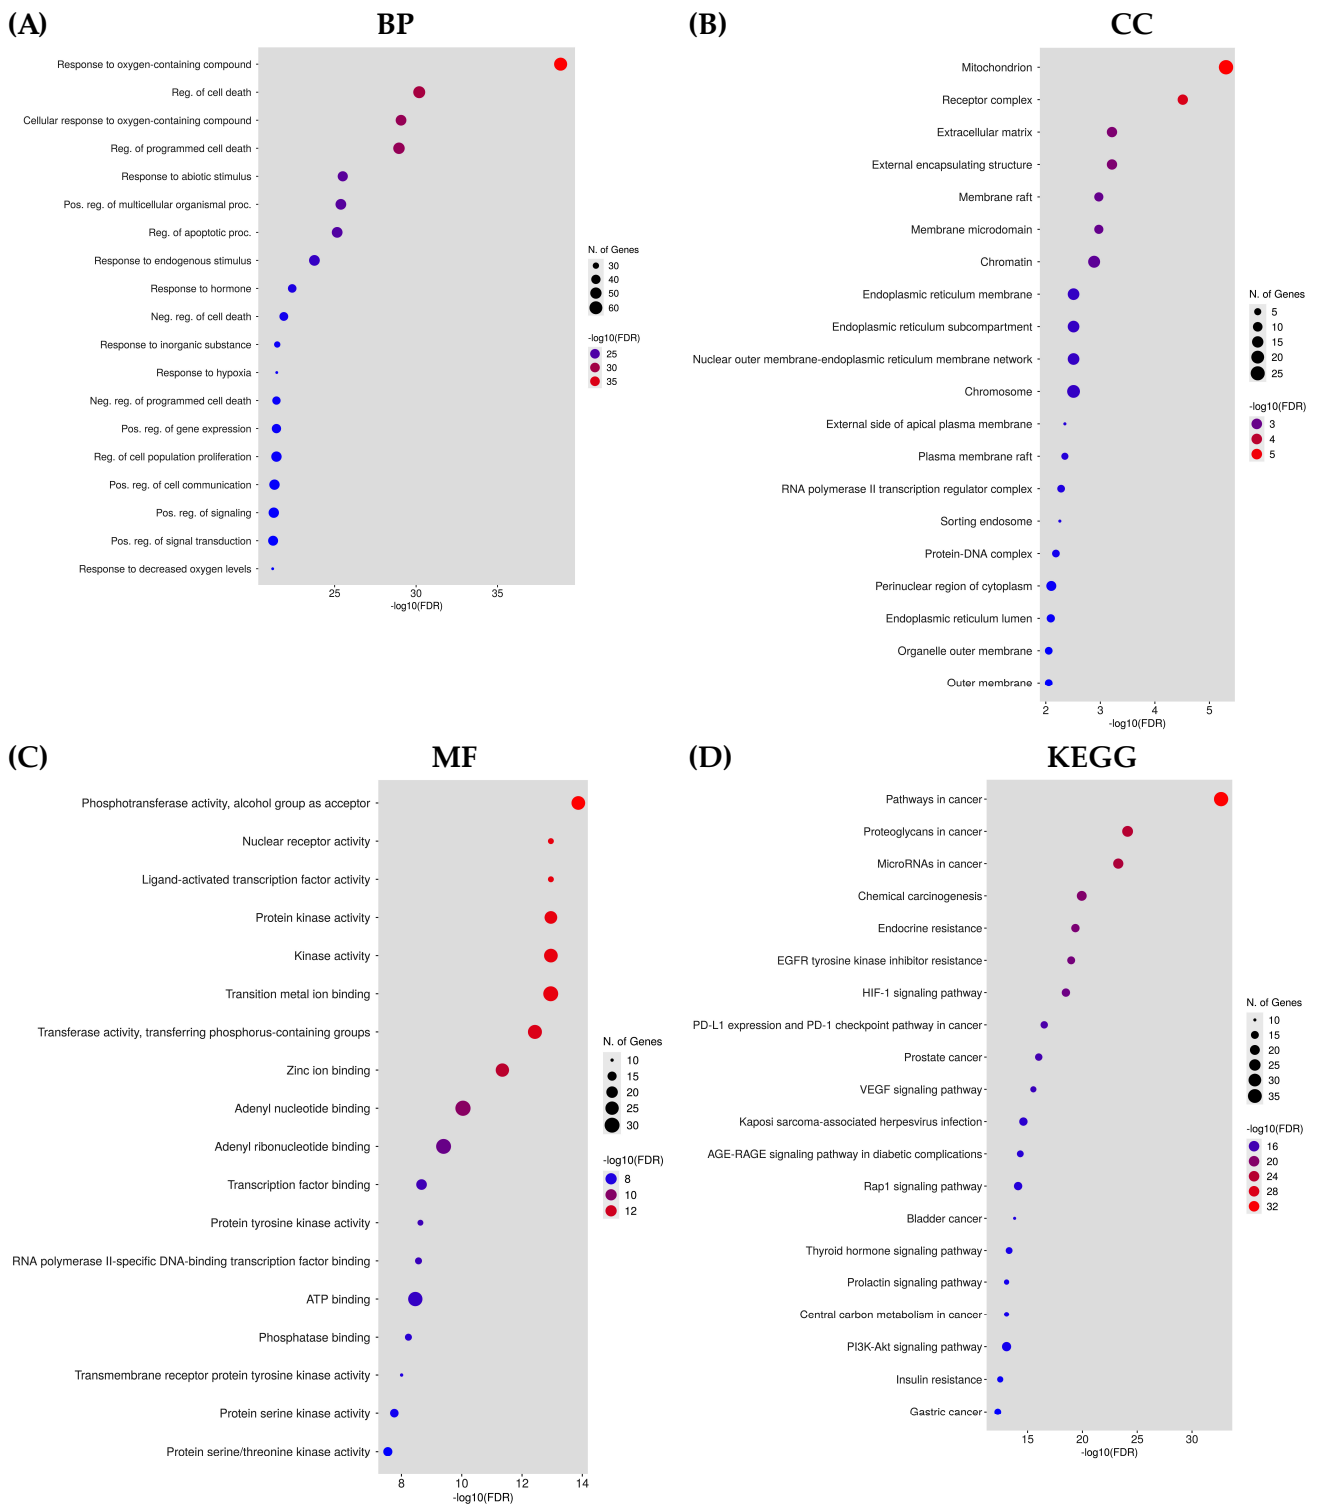 (A)
BP
Response to oxygen-containing compound
Reg. of cell death
Cellular response to oxygen-containing compound
Reg. of programmed cell death
Response to abiotic stimulus
Pos. reg. of multicellular organismal proc.
Reg. of apoptotic proc.
Response to endogenous stimulus
Response to hormone
Neg. reg. of cell death
Response to inorganic substance
Response to hypoxia
Neg. reg. of programmed cell death
Pos. reg. of gene expression
Reg. of cell population proliferation
Pos. reg. of cell communication
Pos. reg. of signaling
Pos. reg. of signal transduction
Response to decreased oxygen levels
25 30 35
-log10(FDR)
N. of Genes
30
40
50
60
-log10(FDR)
25
30
35
(B)
CC
Mitochondrion
Receptor complex
Extracellular matrix
External encapsulating structure
Membrane raft
Membrane microdomain
Chromatin
Endoplasmic reticulum membrane
Endoplasmic reticulum subcompartment
Nuclear outer membrane-endoplasmic reticulum membrane network
Chromosome
External side of apical plasma membrane
Plasma membrane raft
RNA polymerase II transcription regulator complex
Sorting endosome
Protein-DNA complex
Perinuclear region of cytoplasm
Endoplasmic reticulum lumen
Organelle outer membrane
Outer membrane
2 3 4 5
-log10(FDR)
N. of Genes
5
10
15
20
25
-log10(FDR)
3
4
5
(C)
MF
Phosphotransferase activity, alcohol group as acceptor
Nuclear receptor activity
Ligand-activated transcription factor activity
Protein kinase activity
Kinase activity
Transition metal ion binding
Transferase activity, transferring phosphorus-containing groups
Zinc ion binding
Adenyl nucleotide binding
Adenyl ribonucleotide binding
Transcription factor binding
Protein tyrosine kinase activity
RNA polymerase II-specific DNA-binding transcription factor binding
ATP binding
Phosphatase binding
Transmembrane receptor protein tyrosine kinase activity
Protein serine kinase activity
Protein serine/threonine kinase activity
8 10 12 14
-log10(FDR)
N. of Genes
10
15
20
25
30
-log10(FDR)
8
10
12
(D)
KEGG
Pathways in cancer
Proteoglycans in cancer
MicroRNAs in cancer
Chemical carcinogenesis
Endocrine resistance
EGFR tyrosine kinase inhibitor resistance
HIF-1 signaling pathway
PD-L1 expression and PD-1 checkpoint pathway in cancer
Prostate cancer
VEGF signaling pathway
Kaposi sarcoma-associated herpesvirus infection
AGE-RAGE signaling pathway in diabetic complications
Rap1 signaling pathway
Bladder cancer
Thyroid hormone signaling pathway
Prolactin signaling pathway
Central carbon metabolism in cancer
PI3K-Akt signaling pathway
Insulin resistance
Gastric cancer
15 20 25 30
-log10(FDR)
N. of Genes
10
15
20
25
30
35
-log10(FDR)
16
20
24
28
32